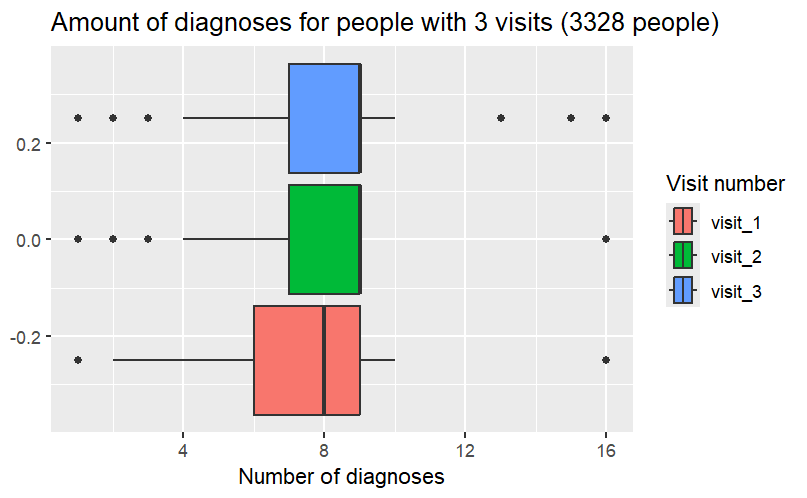 Amount of diagnoses for people with 3 visits (3328 people)
0.2
0.0
-0.2
4 8 12 16
Number of diagnoses
Visit number
visit_1
visit_2
visit_3